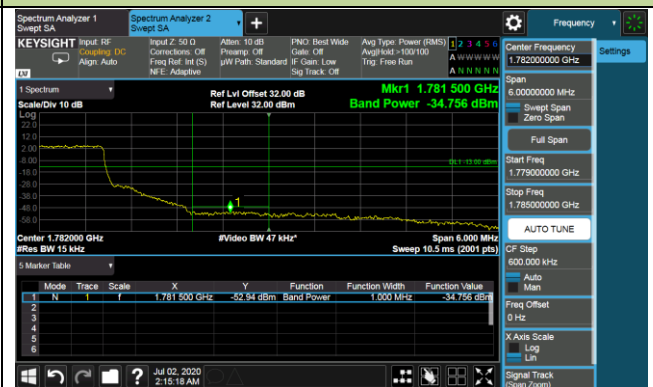 Spectrum Analyzer 1
Swept SA
Spectrum Analyzer 2
Swept SA
Frequency
KEYSIGHT
Input: RF
Coupling: DC
Align: Auto
Input Z: 50 Ω
Corrections: Off
Freq Ref: Int (S)
NFE: Adaptive
Atten: 10 dB
Preamp: Off
µW Path: Standard
PNO: Best Wide
Gate: Off
IF Gain: Low
Sig Track: Off
Avg Type: Power (RMS)
Avg|Hold:>100/100
Trig: Free Run
1 2 3 4 5 6
A W W W W W
A N N N N N
LXI
1 Spectrum
Scale/Div 10 dB
Ref Lvl Offset 32.00 dB
Ref Level 32.00 dBm
Mkr1 1.781 500 GHz
Band Power -34.756 dBm
Log
22.0
12.0
2.00
-8.00
-18.0
-28.0
-38.0
-48.0
-58.0
DL1 -13.00 dBm
1
Center 1.782000 GHz
#Res BW 15 kHz
#Video BW 47 kHz*
Span 6.000 MHz
Sweep 10.5 ms (2001 pts)
5 Marker Table
Mode Trace Scale X Y Function Function Width Function Value
1 N 1 f 1.781 500 GHz -52.94 dBm Band Power 1.000 MHz -34.756 dBm
2
3
4
5
6
Jul 02, 2020
2:15:18 AM
Center Frequency
1.782000000 GHz
Settings
Span
6.00000000 MHz
Swept Span
Zero Span
Full Span
Start Freq
1.779000000 GHz
Stop Freq
1.785000000 GHz
AUTO TUNE
CF Step
600.000 kHz
Auto
Man
Freq Offset
0 Hz
X Axis Scale
Log
Lin
Signal Track
(Span Zoom)